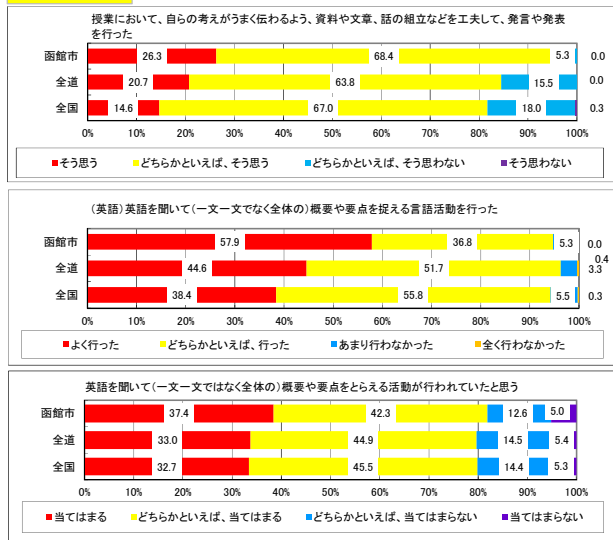 授業において、自らの考えがうまく伝わるよう、資料や文章、話の組立などを工夫して、発言や発表
を行った
函館市 26.3 68.4 5.3 0.0
全道 20.7 63.8 15.5 0.0
全国 14.6 67.0 18.0 0.3
0% 10% 20% 30% 40% 50% 60% 70% 80% 90% 100%
■そう思う ■どちらかといえば、そう思う ■どちらかといえば、そう思わない ■そう思わない
(英語)英語を聞いて(一文一文でなく全体の)概要や要点を捉える言語活動を行った
函館市 57.9 36.8 5.3 0.0
全道 44.6 51.7 3.3 0.4
全国 38.4 55.8 5.5 0.3
0% 10% 20% 30% 40% 50% 60% 70% 80% 90% 100%
■よく行った ■どちらかといえば、行った ■あまり行わなかった ■全く行わなかった
英語を聞いて(一文一文ではなく全体の)概要や要点をとらえる活動が行われていたと思う
函館市 37.4 42.3 12.6 5.0
全道 33.0 44.9 14.5 5.4
全国 32.7 45.5 14.4 5.3
0% 10% 20% 30% 40% 50% 60% 70% 80% 90% 100%
■当てはまる ■どちらかといえば、当てはまる ■どちらかといえば、当てはまらない ■当てはまらない